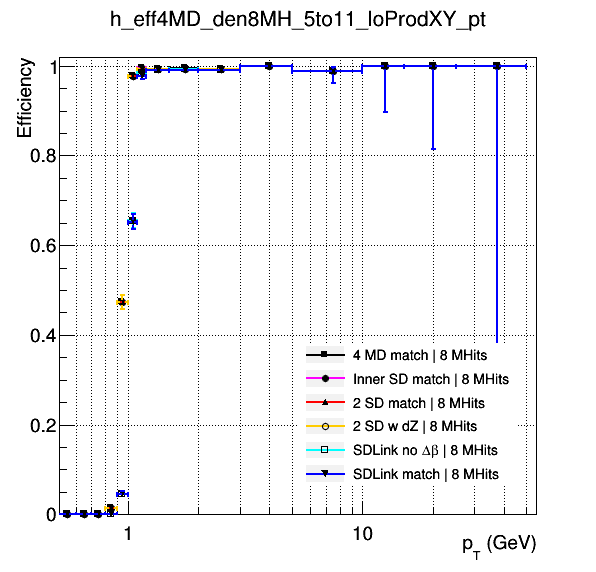 h_eff4MD_den8MH_5to11_loProdXY_pt
Efficiency
1
0.8
0.6
0.4
0.2
0
4 MD match | 8 MHits
Inner SD match | 8 MHits
2 SD match | 8 MHits
2 SD w dZ | 8 MHits
SDLink no Δβ | 8 MHits
SDLink match | 8 MHits
1
10
p_T (GeV)